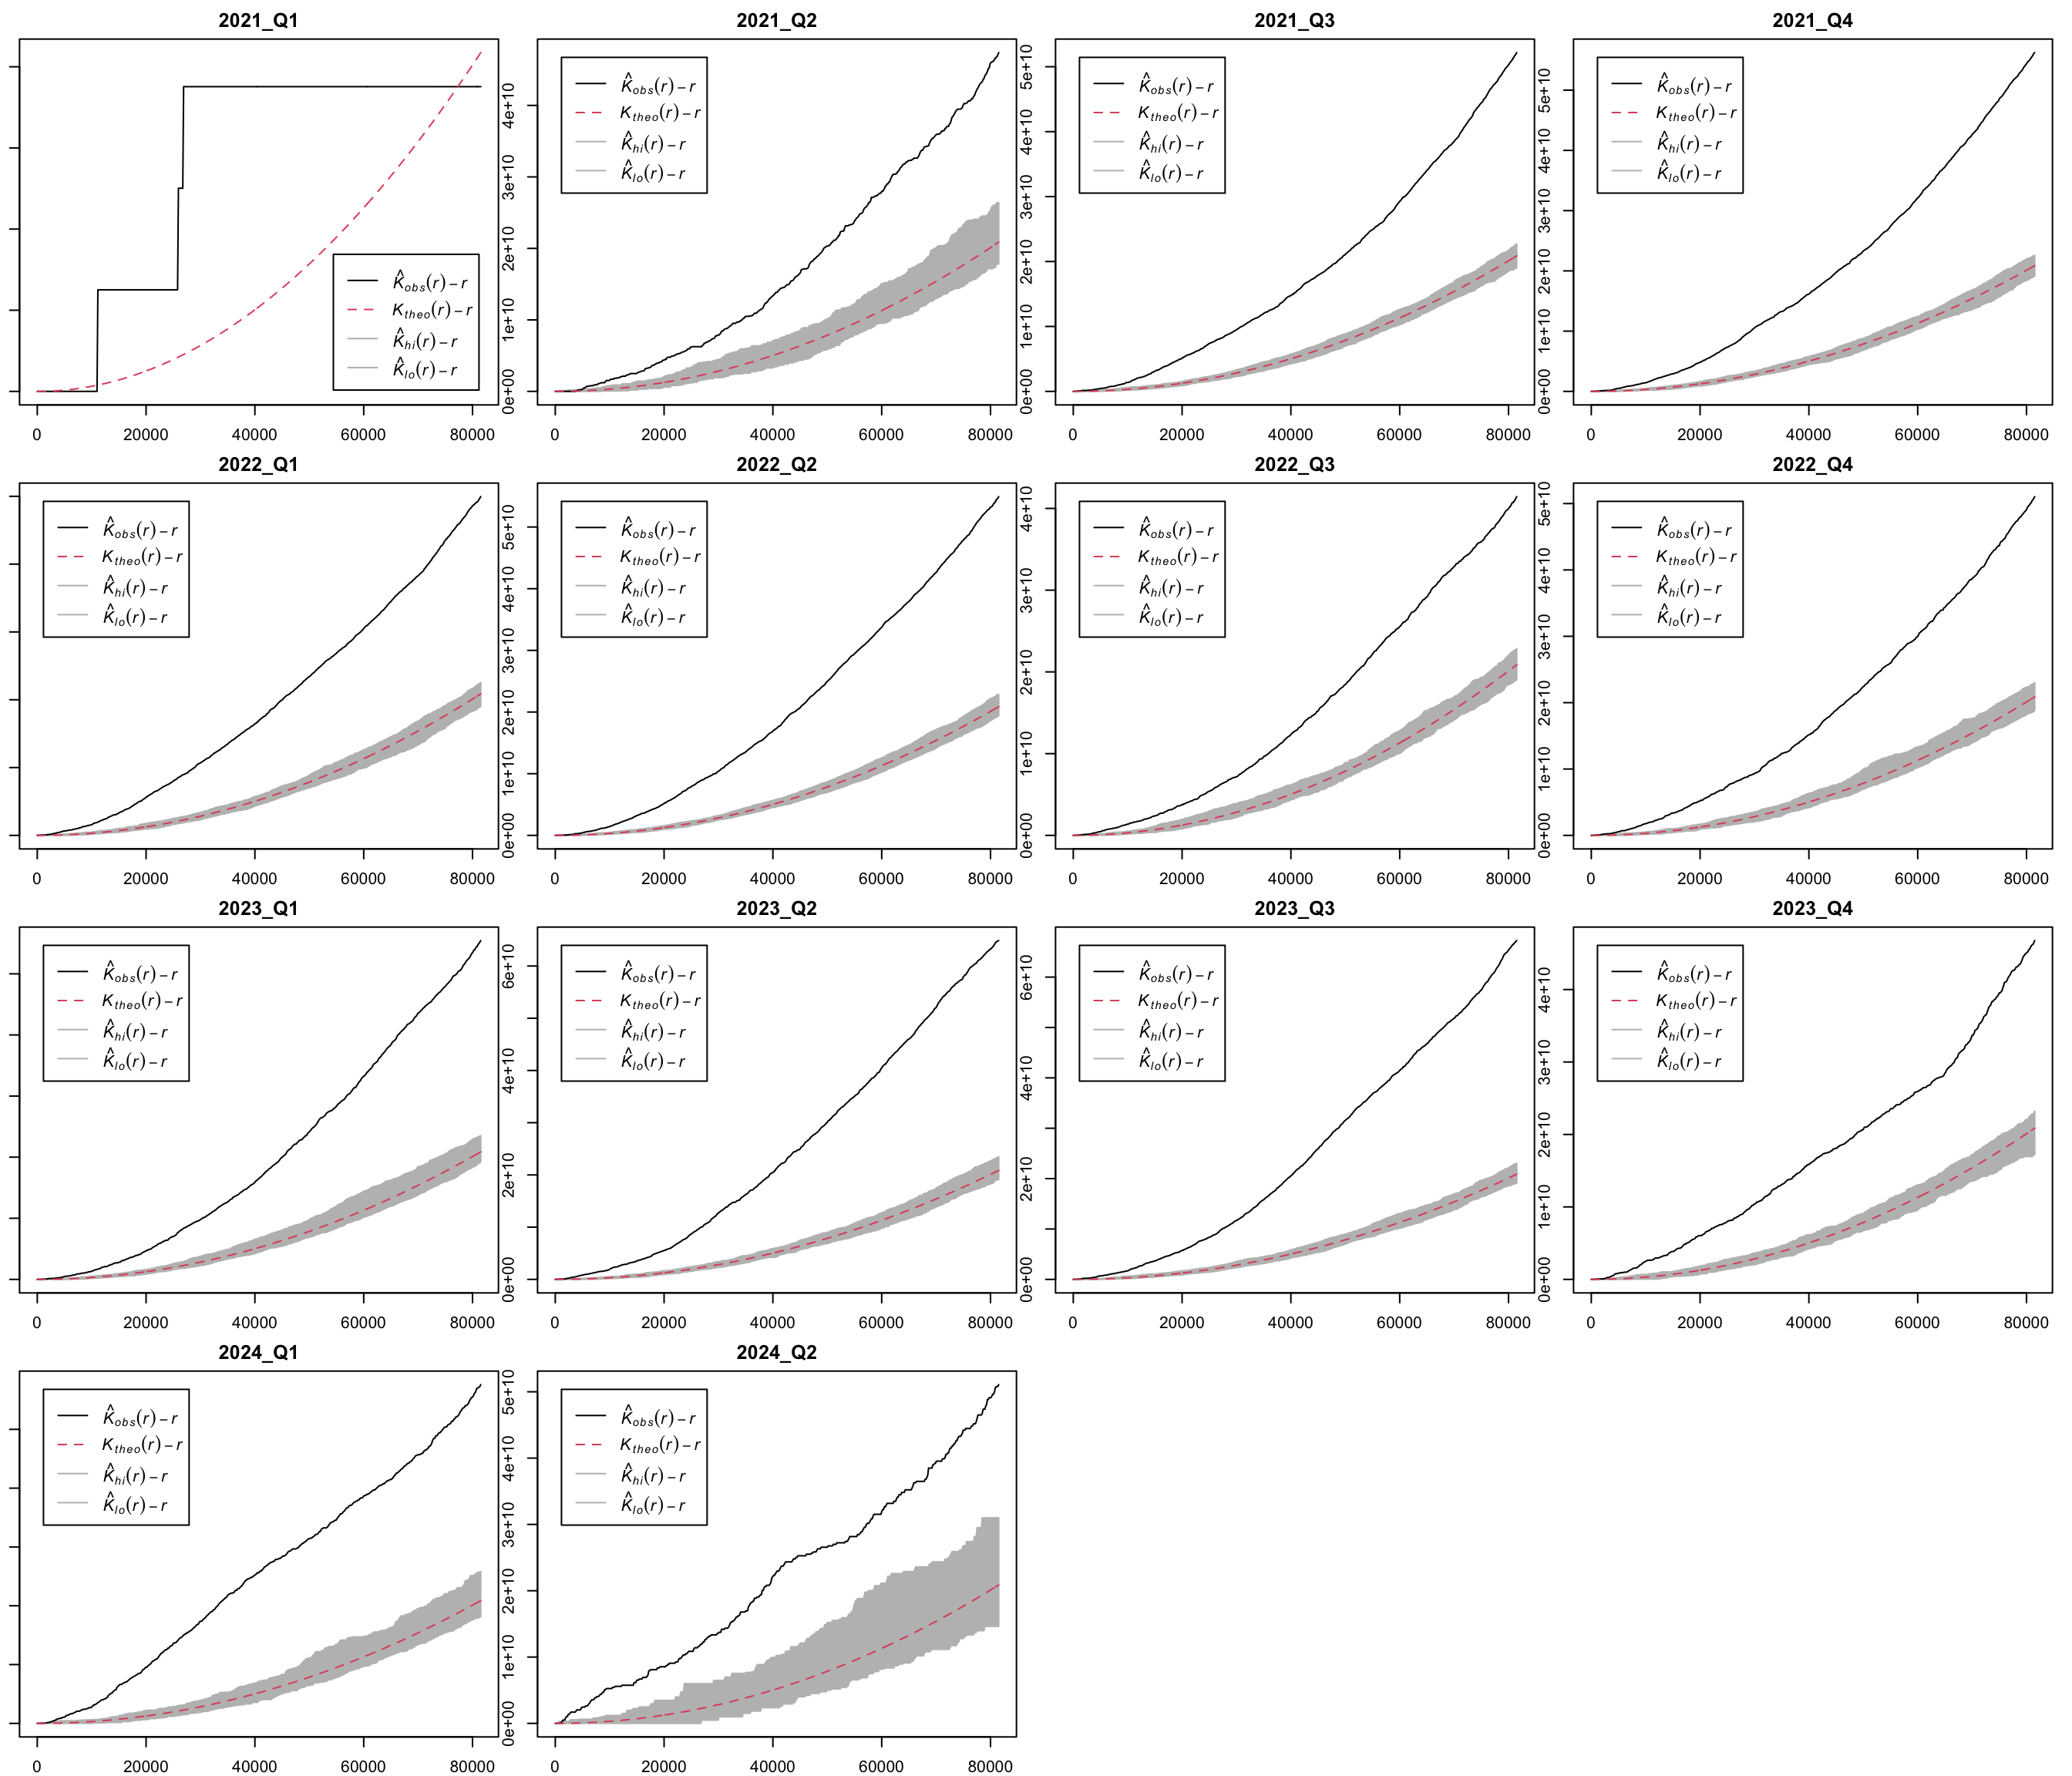 2021_Q1
K̂obs(r) − r
Ktheo(r) − r
K̂hi(r) − r
K̂lo(r) − r
0 20000 40000 60000 80000
2021_Q2
0e+00 1e+10 2e+10 3e+10 4e+10
K̂obs(r) − r
Ktheo(r) − r
K̂hi(r) − r
K̂lo(r) − r
0 20000 40000 60000 80000
2021_Q3
0e+00 1e+10 2e+10 3e+10 4e+10 5e+10
K̂obs(r) − r
Ktheo(r) − r
K̂hi(r) − r
K̂lo(r) − r
0 20000 40000 60000 80000
2021_Q4
0e+00 1e+10 2e+10 3e+10 4e+10 5e+10
K̂obs(r) − r
Ktheo(r) − r
K̂hi(r) − r
K̂lo(r) − r
0 20000 40000 60000 80000
2022_Q1
K̂obs(r) − r
Ktheo(r) − r
K̂hi(r) − r
K̂lo(r) − r
0 20000 40000 60000 80000
2022_Q2
0e+00 1e+10 2e+10 3e+10 4e+10 5e+10
K̂obs(r) − r
Ktheo(r) − r
K̂hi(r) − r
K̂lo(r) − r
0 20000 40000 60000 80000
2022_Q3
0e+00 1e+10 2e+10 3e+10 4e+10
K̂obs(r) − r
Ktheo(r) − r
K̂hi(r) − r
K̂lo(r) − r
0 20000 40000 60000 80000
2022_Q4
0e+00 1e+10 2e+10 3e+10 4e+10 5e+10
K̂obs(r) − r
Ktheo(r) − r
K̂hi(r) − r
K̂lo(r) − r
0 20000 40000 60000 80000
2023_Q1
K̂obs(r) − r
Ktheo(r) − r
K̂hi(r) − r
K̂lo(r) − r
0 20000 40000 60000 80000
2023_Q2
0e+00 2e+10 4e+10 6e+10
K̂obs(r) − r
Ktheo(r) − r
K̂hi(r) − r
K̂lo(r) − r
0 20000 40000 60000 80000
2023_Q3
0e+00 2e+10 4e+10 6e+10
K̂obs(r) − r
Ktheo(r) − r
K̂hi(r) − r
K̂lo(r) − r
0 20000 40000 60000 80000
2023_Q4
0e+00 1e+10 2e+10 3e+10 4e+10
K̂obs(r) − r
Ktheo(r) − r
K̂hi(r) − r
K̂lo(r) − r
0 20000 40000 60000 80000
2024_Q1
K̂obs(r) − r
Ktheo(r) − r
K̂hi(r) − r
K̂lo(r) − r
0 20000 40000 60000 80000
2024_Q2
0e+00 1e+10 2e+10 3e+10 4e+10 5e+10
K̂obs(r) − r
Ktheo(r) − r
K̂hi(r) − r
K̂lo(r) − r
0 20000 40000 60000 80000